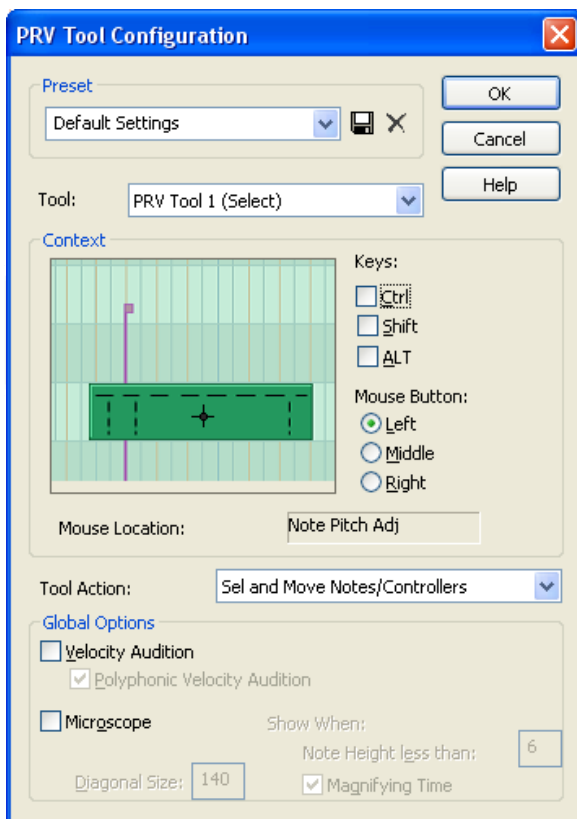 PRV Tool Configuration
Preset
OK
Default Settings
Cancel
Help
Tool: PRV Tool 1 (Select)
Context
Keys:
Ctrl
Shift
ALT
Mouse Button:
Left
Middle
Right
Mouse Location: Note Pitch Adj
Tool Action: Sel and Move Notes/Controllers
Global Options
Velocity Audition
Polyphonic Velocity Audition
Microscope Show When:
Note Height less than: 6
Diagonal Size: 140 Magnifying Time